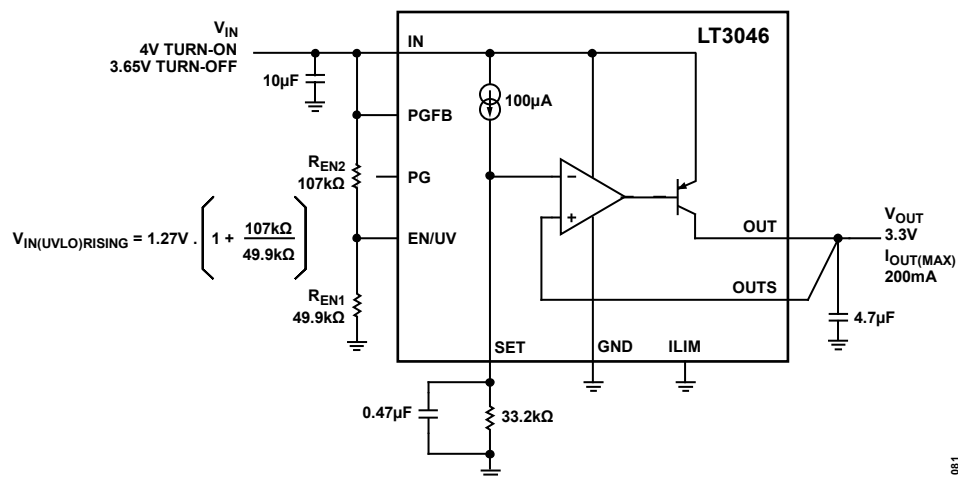 LT3046
V_IN
4V TURN-ON
3.65V TURN-OFF
IN
10µF
100µA
PGFB
R_EN2
107kΩ
PG
V_IN(UVLO)RISING = 1.27V . ( 1 + 107kΩ / 49.9kΩ )
EN/UV
R_EN1
49.9kΩ
−
+
OUT
OUTS
V_OUT
3.3V
I_OUT(MAX)
200mA
4.7µF
SET
GND
ILIM
0.47µF
33.2kΩ
081